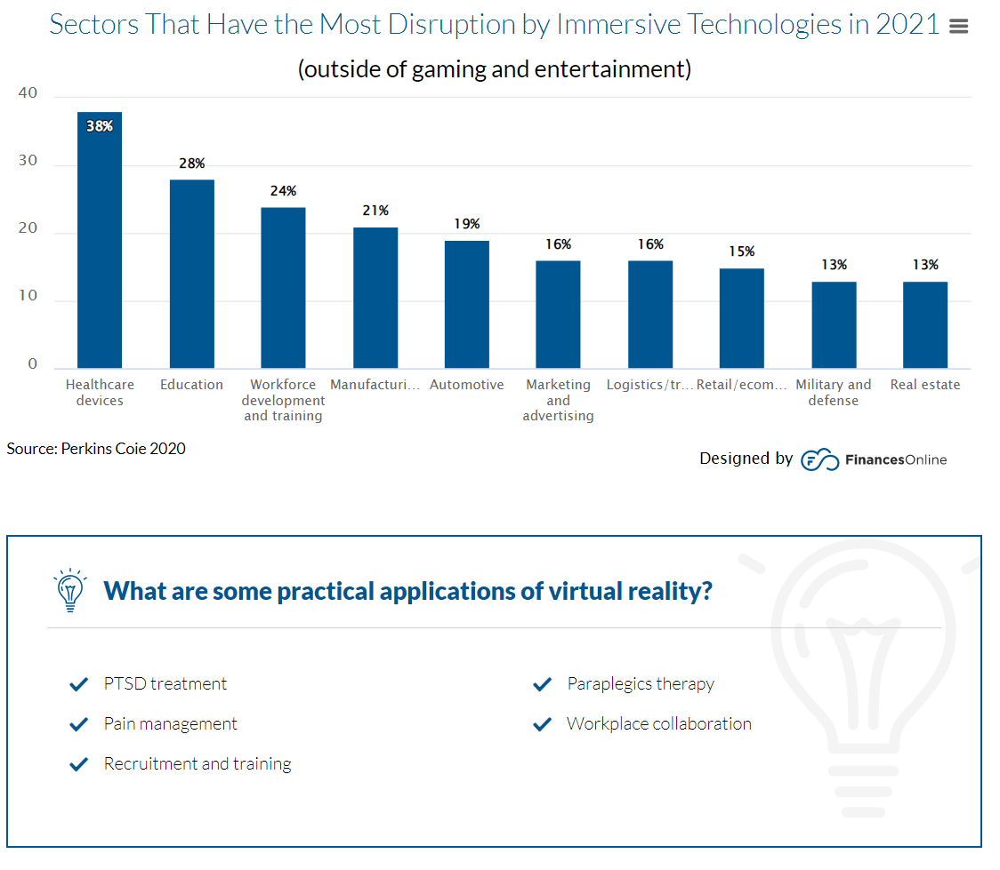 Sectors That Have the Most Disruption by Immersive Technologies in 2021
(outside of gaming and entertainment)
40
30
20
10
0
38%
28%
24%
21%
19%
16%
16%
15%
13%
13%
Healthcare
devices
Education
Workforce
development
and training
Manufacturi...
Automotive
Marketing
and
advertising
Logistics/tr...
Retail/ecom...
Military and
defense
Real estate
Source: Perkins Coie 2020
Designed by FinancesOnline
What are some practical applications of virtual reality?
PTSD treatment
Pain management
Recruitment and training
Paraplegics therapy
Workplace collaboration